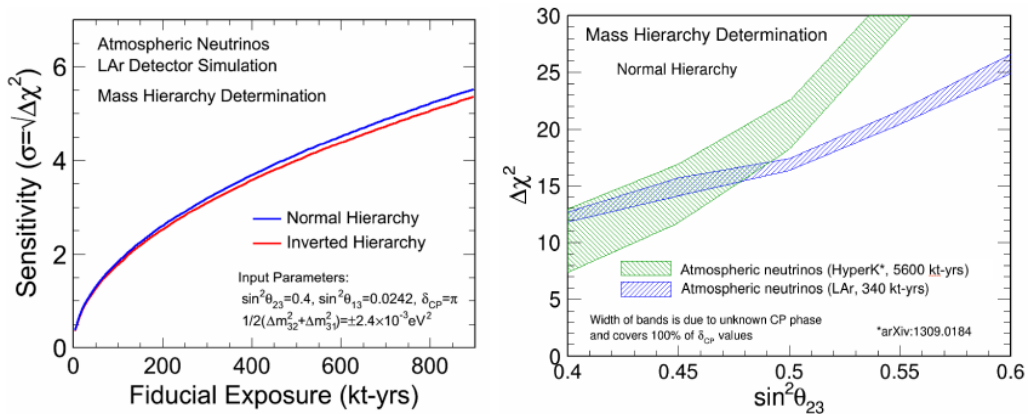 Sensitivity (σ=√Δχ²)
6
4
2
0
Atmospheric Neutrinos
LAr Detector Simulation
Mass Hierarchy Determination
Normal Hierarchy
Inverted Hierarchy
Input Parameters:
sin²θ₂₃=0.4, sin²θ₁₃=0.0242, δ_CP=π
1/2(Δm²₃₂+Δm²₃₁)=±2.4×10⁻³eV²
0 200 400 600 800
Fiducial Exposure (kt-yrs)
Δχ²
30
25
20
15
10
5
0
Mass Hierarchy Determination
Normal Hierarchy
Atmospheric neutrinos (HyperK*, 5600 kt-yrs)
Atmospheric neutrinos (LAr, 340 kt-yrs)
Width of bands is due to unknown CP phase
and covers 100% of δ_CP values
*arXiv:1309.0184
0.4 0.45 0.5 0.55 0.6
sin²θ₂₃